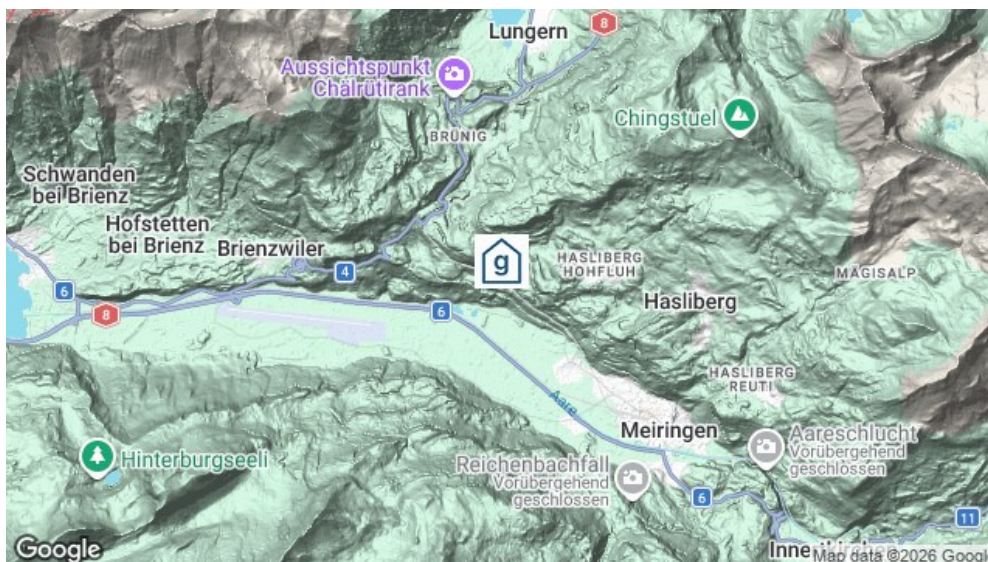 Lungern
8
Aussichtspunkt
Chälrütirank
Chingstuel
BRÜNIG
Schwanden
bei Brienz
Hofstetten
bei Brienz
Brienzwiler
g
HASLIBERG
HOHFLUH
MÄGISALP
4
6
6
Hasliberg
8
HASLIBERG
REUTI
Aare
Meiringen
Aareschlucht
Vorübergehend
geschlossen
Hinterburgseeli
Reichenbachfall
Vorübergehend
geschlossen
6
11
Google
Map data ©2026 Google